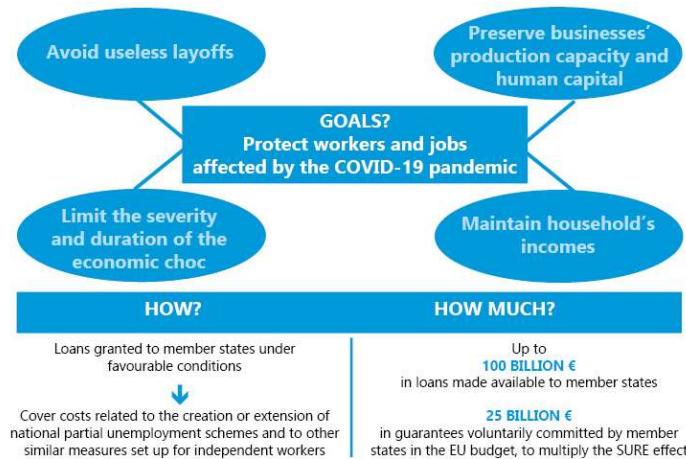 Avoid useless layoffs
Preserve businesses'
production capacity and
human capital
GOALS?
Protect workers and jobs
affected by the COVID-19 pandemic
Limit the severity
and duration of the
economic choc
Maintain household's
incomes
HOW?
HOW MUCH?
Loans granted to member states under
favourable conditions
Cover costs related to the creation or extension of
national partial unemployment schemes and to other
similar measures set up for independent workers
Up to
100 BILLION €
in loans made available to member states
25 BILLION €
in guarantees voluntarily committed by member
states in the EU budget, to multiply the SURE effect